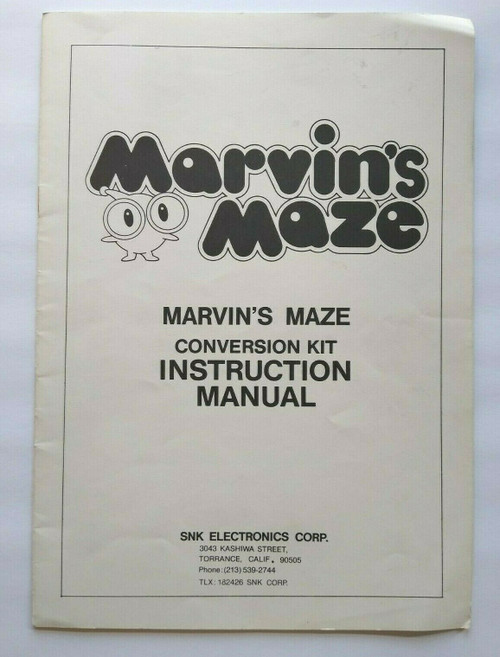 Marvin's
Maze
MARVIN'S MAZE
CONVERSION KIT
INSTRUCTION
MANUAL
SNK ELECTRONICS CORP.
3043 KASHIWA STREET,
TORRANCE, CALIF. 90505
Phone: (213) 539-2744
TLX: 182426 SNK CORP.